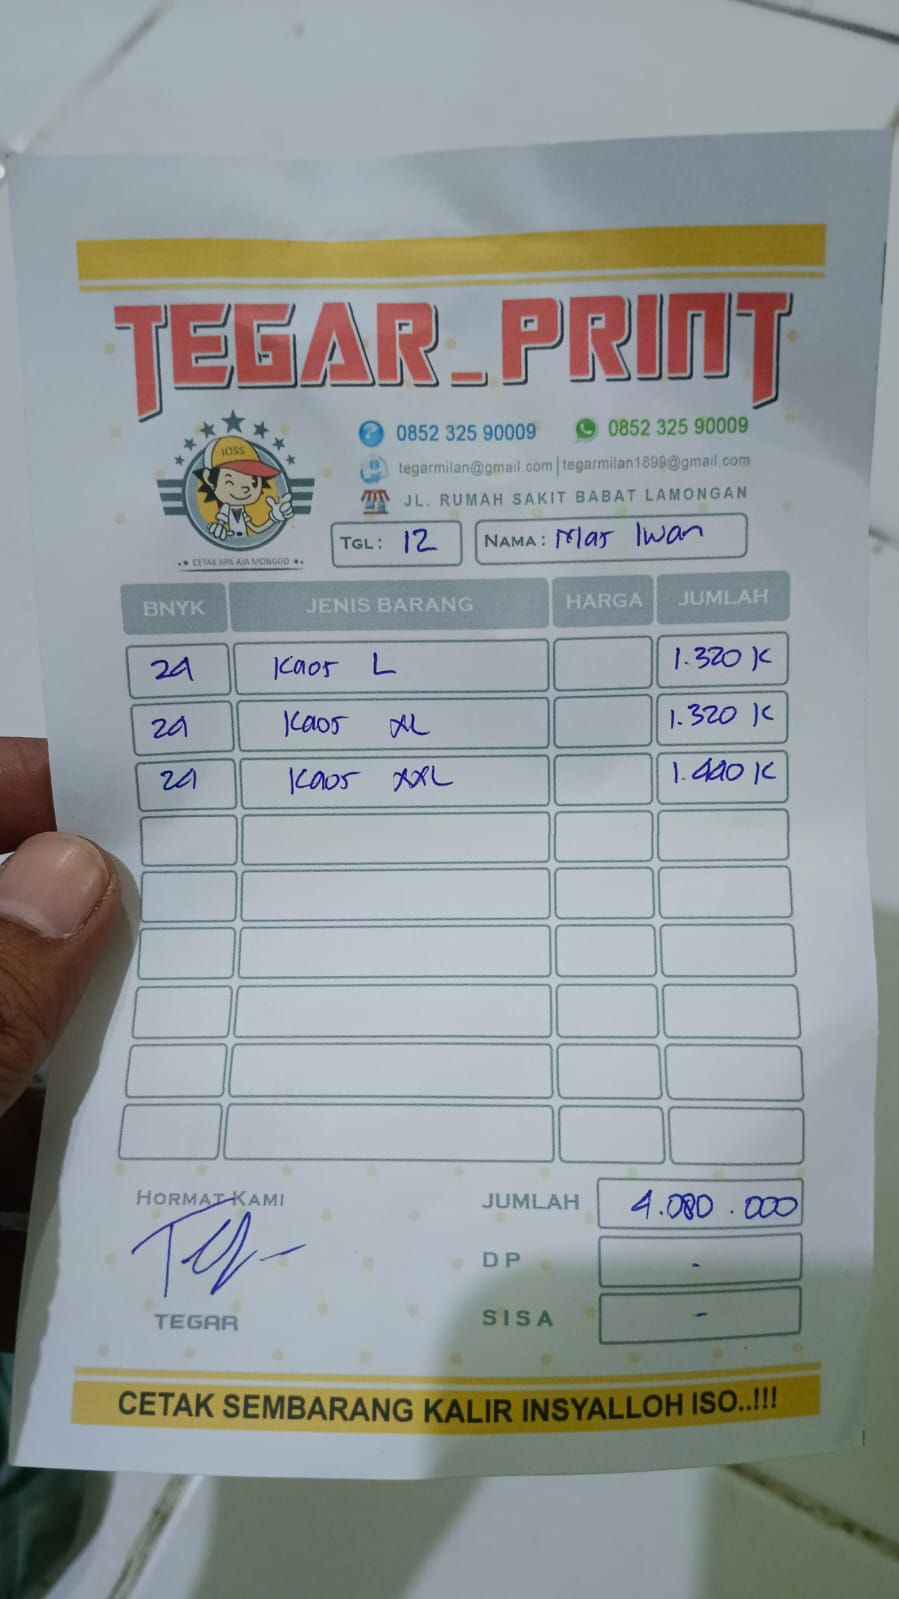 TEGAR_PRINT
0852 325 90009 0852 325 90009
tegarmilan@gmail.com | tegarmilan1899@gmail.com
JL. RUMAH SAKIT BABAT LAMONGAN
IOSS
CETAK APA AJA MONGGO
TGL: 12 NAMA: Mas Iwan
BNYK JENIS BARANG HARGA JUMLAH
24 Kaos L 1.320 K
24 Kaos XL 1.320 K
24 Kaos XXL 1.440 K
HORMAT KAMI JUMLAH 4.080.000
DP -
SISA -
TEGAR
CETAK SEMBARANG KALIR INSYALLOH ISO..!!!